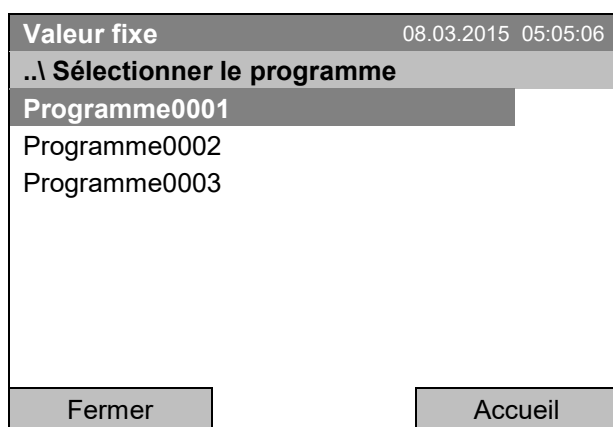 Valeur fixe 08.03.2015 05:05:06
..\ Sélectionner le programme
Programme0001
Programme0002
Programme0003
Fermer Accueil